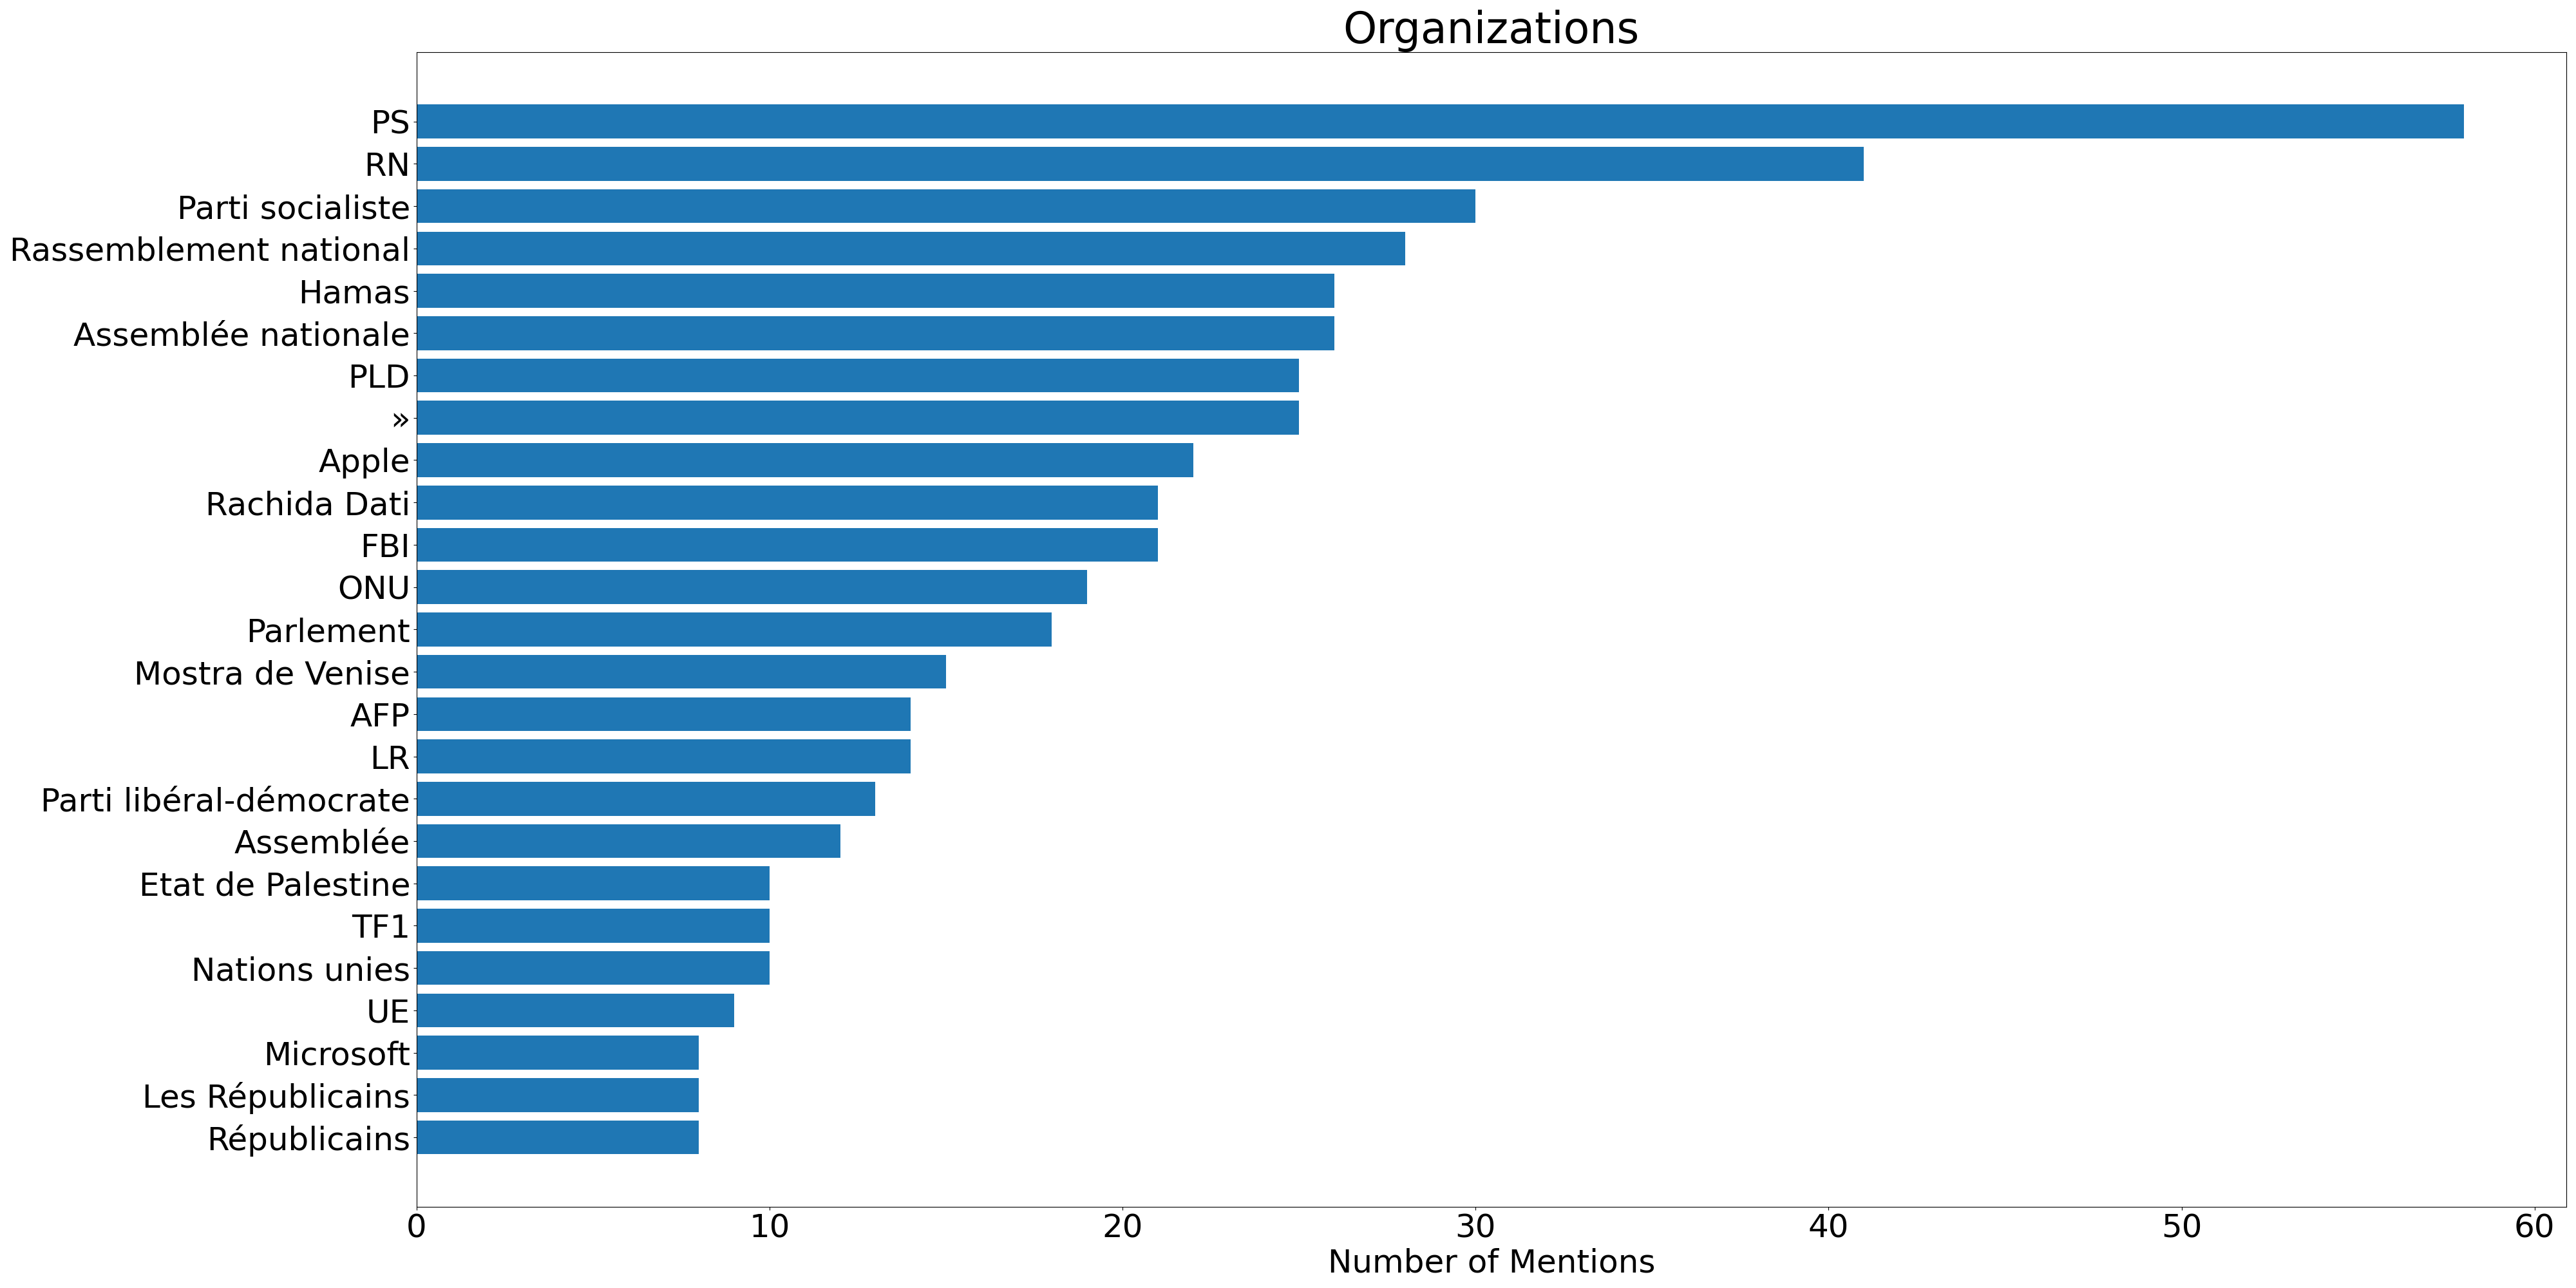 Organizations
PS
RN
Parti socialiste
Rassemblement national
Hamas
Assemblée nationale
PLD
»
Apple
Rachida Dati
FBI
ONU
Parlement
Mostra de Venise
AFP
LR
Parti libéral-démocrate
Assemblée
Etat de Palestine
TF1
Nations unies
UE
Microsoft
Les Républicains
Républicains
0 10 20 30 40 50 60
Number of Mentions